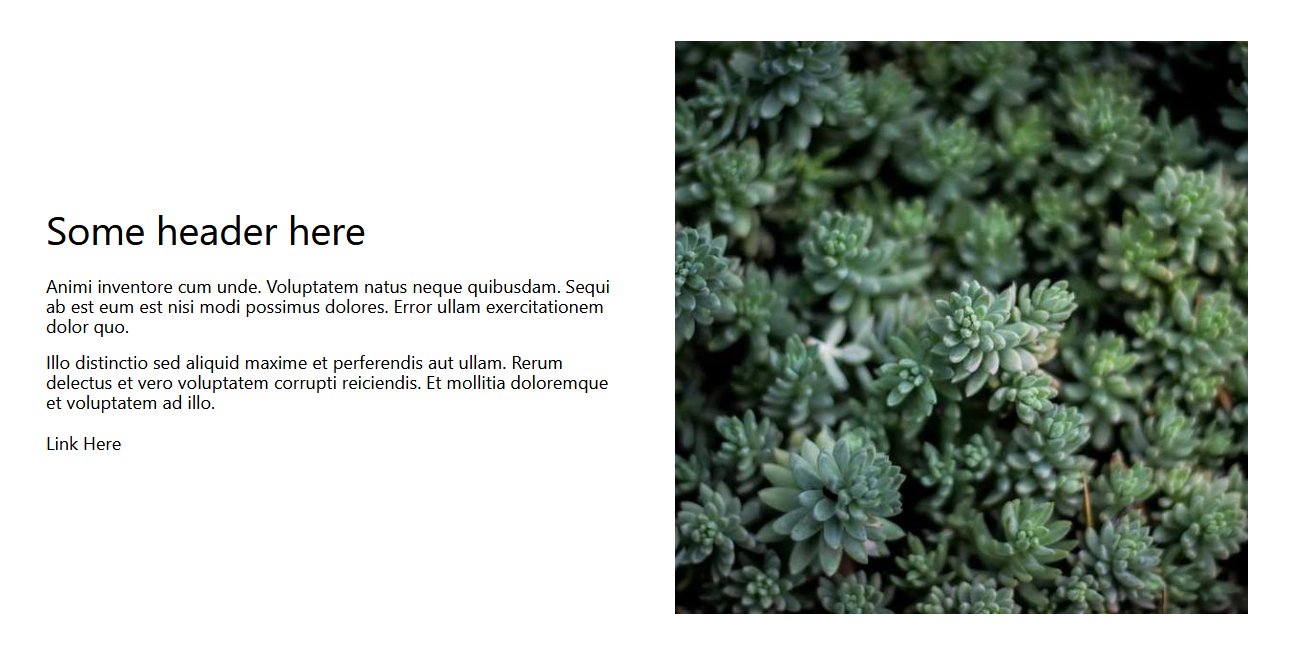 Some header here
Animi inventore cum unde. Voluptatem natus neque quibusdam. Sequi
ab est eum est nisi modi possimus dolores. Error ullam exercitationem
dolor quo.
Illo distinctio sed aliquid maxime et perferendis aut ullam. Rerum
delectus et vero voluptatem corrupti reiciendis. Et mollitia doloremque
et voluptatem ad illo.
Link Here